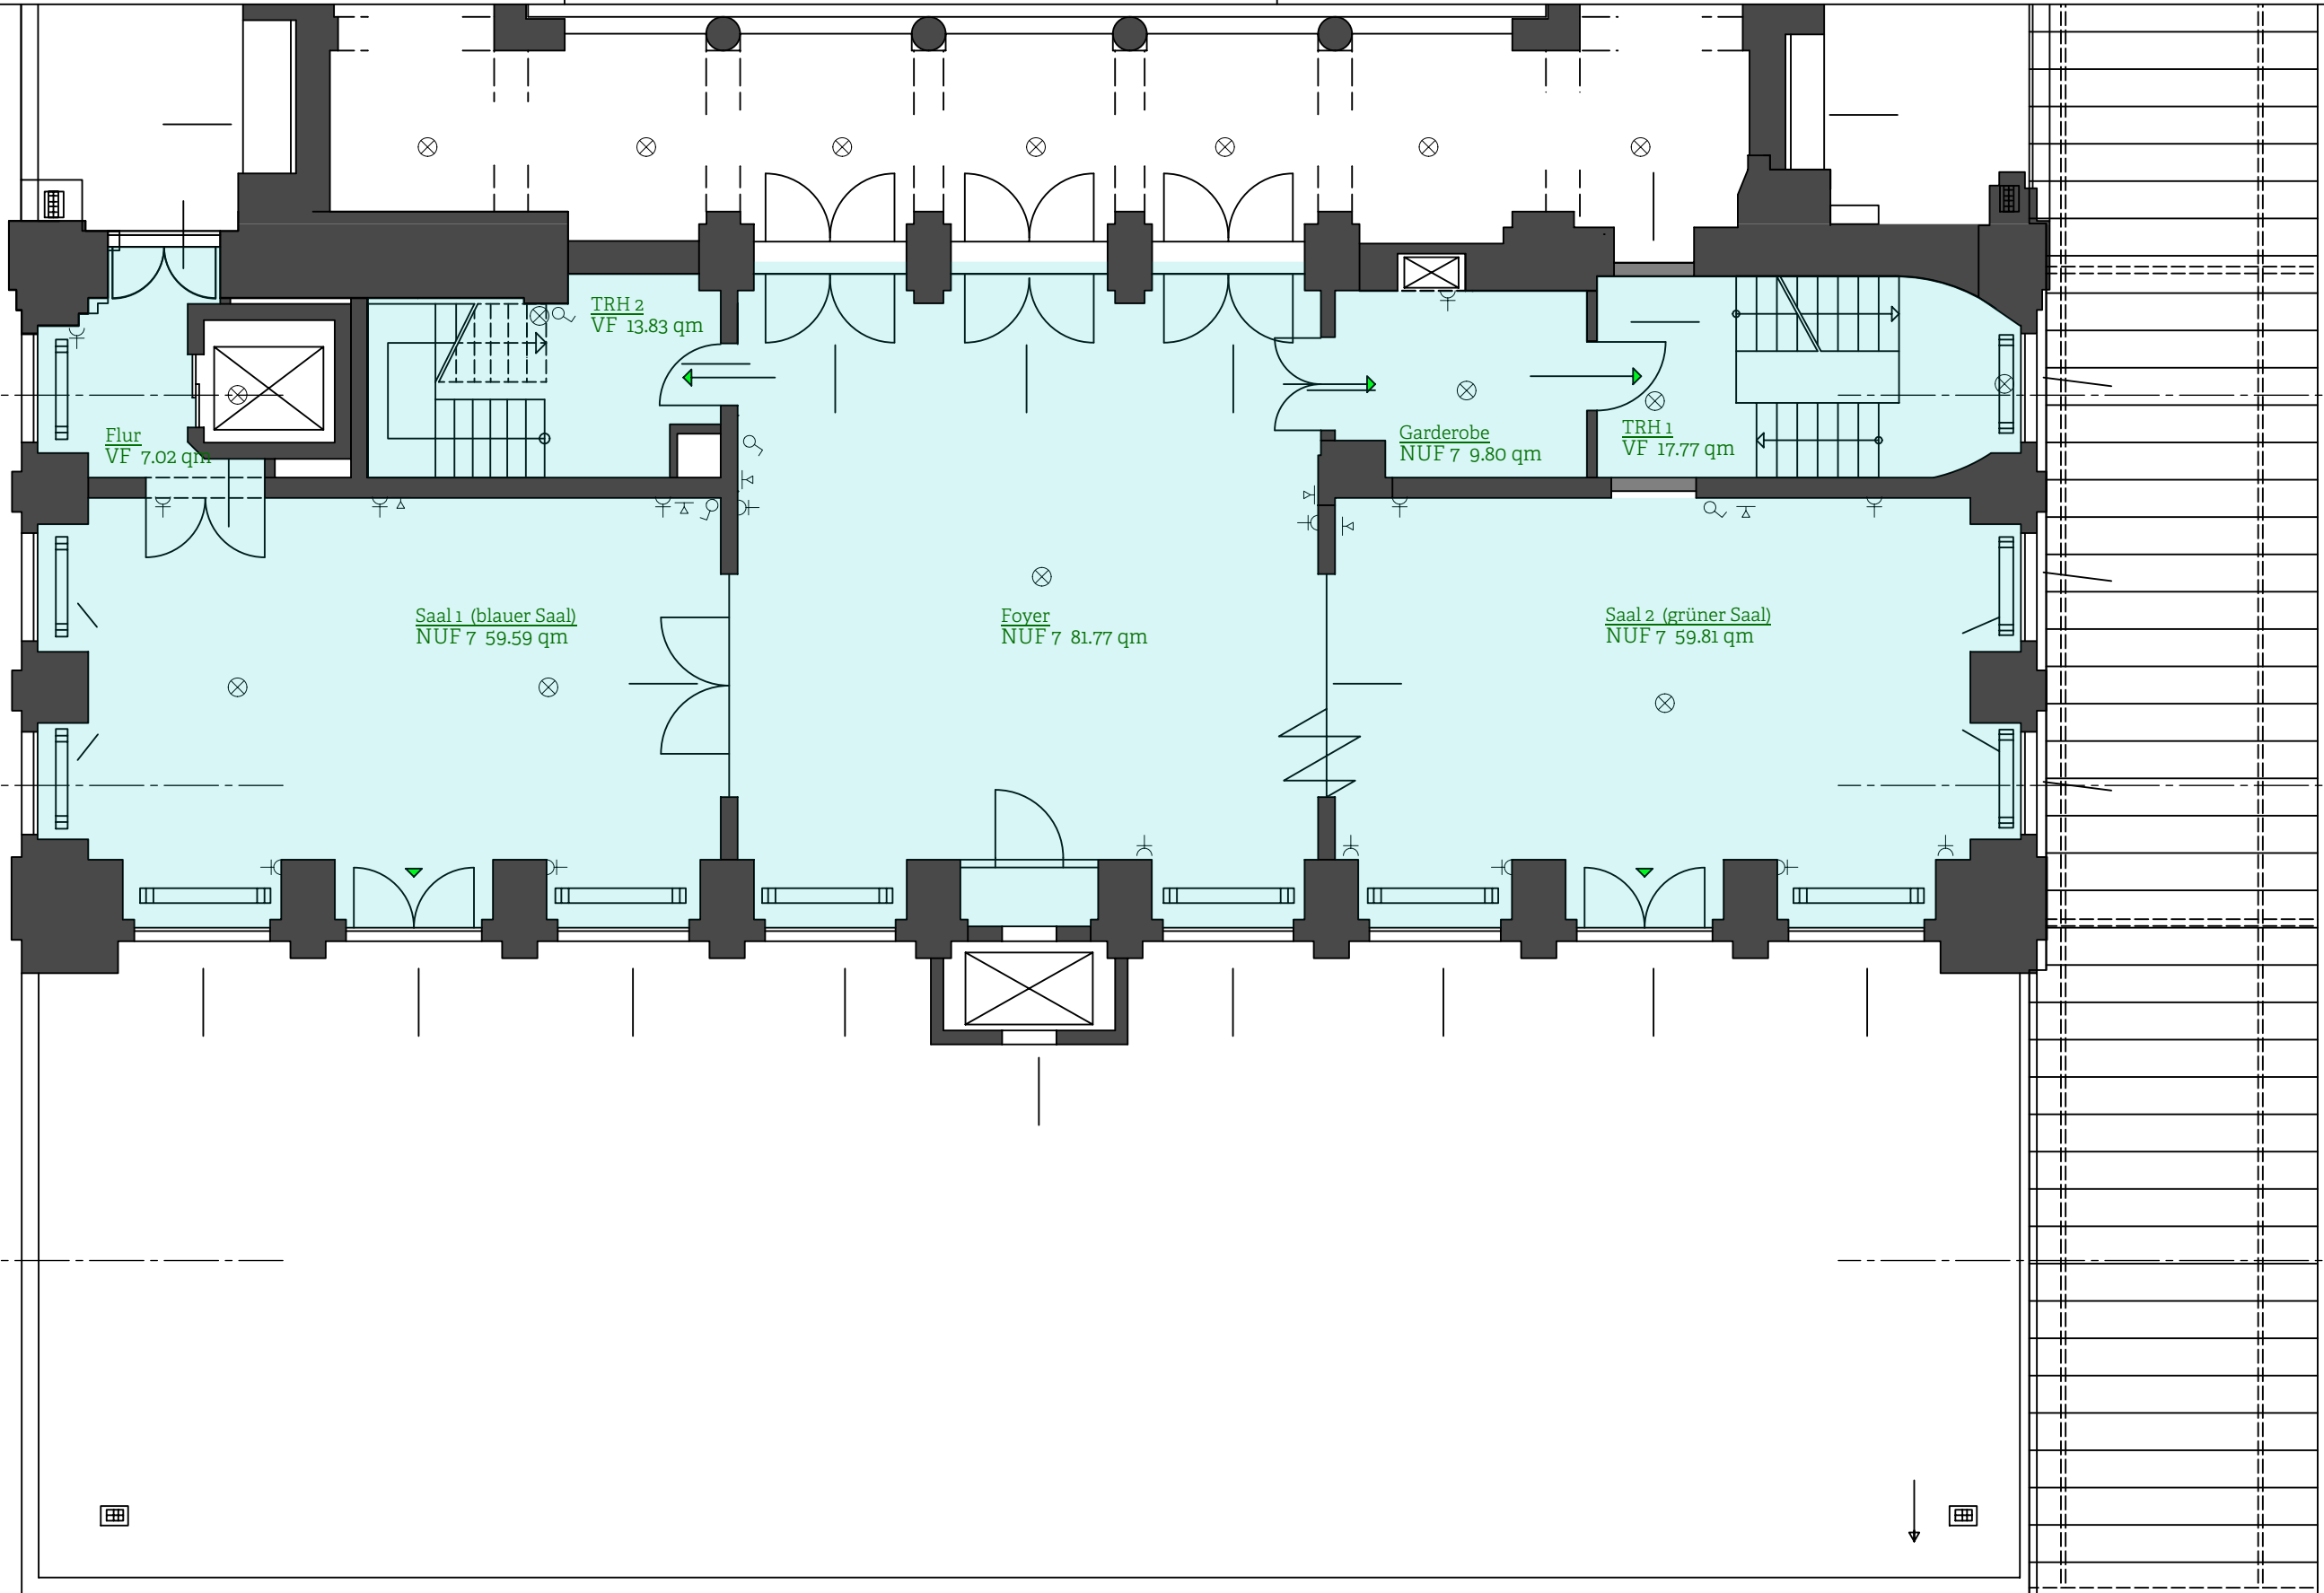 TRH 2
VF 13.83 qm
Flur
VF 7.02 qm
Garderobe
NUF 7 9.80 qm
TRH 1
VF 17.77 qm
Saal 1 (blauer Saal)
NUF 7 59.59 qm
Foyer
NUF 7 81.77 qm
Saal 2 (grüner Saal)
NUF 7 59.81 qm